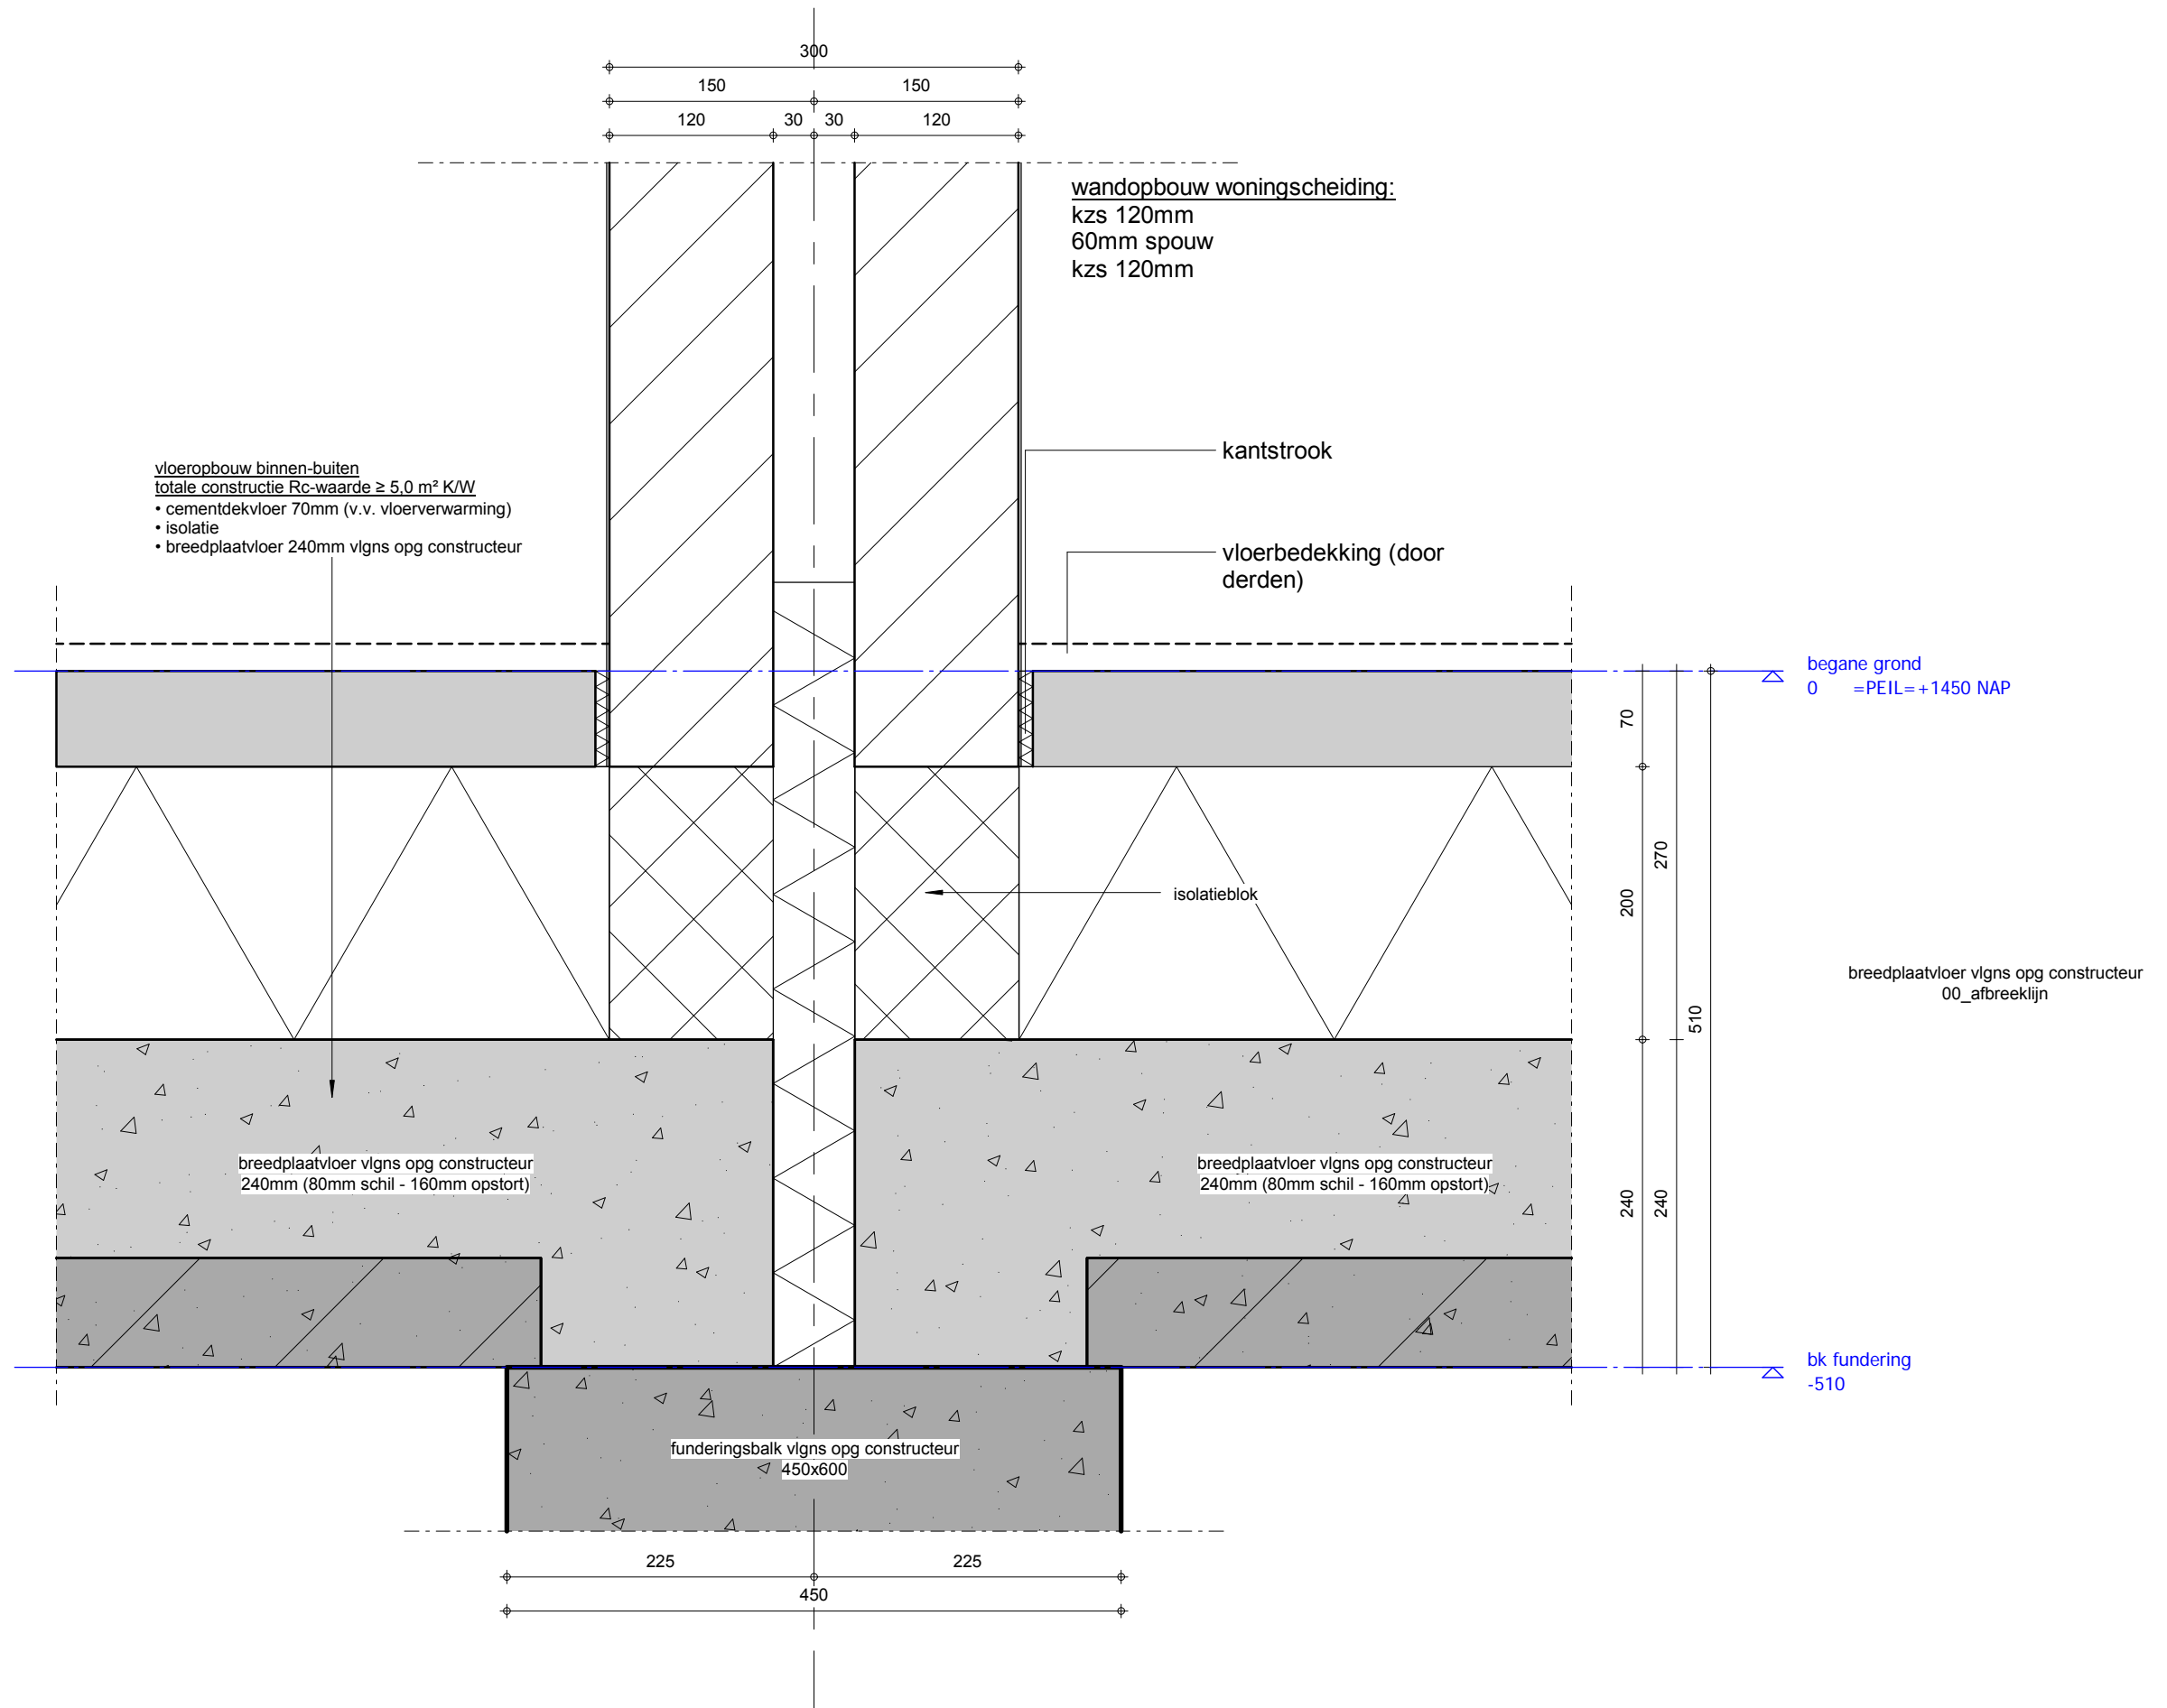 300
150
150
120
30
30
120
wandopbouw woningscheiding:
kzs 120mm
60mm spouw
kzs 120mm
kantstrook
vloeropbouw binnen-buiten
totale constructie Rc-waarde ≥ 5,0 m² K/W
• cementdekvloer 70mm (v.v. vloerverwarming)
• isolatie
• breedplaatvloer 240mm vlgns opg constructeur
vloerbedekking (door
derden)
begane grond
0 =PEIL=+1450 NAP
70
270
200
isolatieblok
breedplaatvloer vlgns opg constructeur
00_afbreeklijn
510
breedplaatvloer vlgns opg constructeur
240mm (80mm schil - 160mm opstort)
breedplaatvloer vlgns opg constructeur
240mm (80mm schil - 160mm opstort)
240
240
bk fundering
-510
funderingsbalk vlgns opg constructeur
450x600
225
225
450